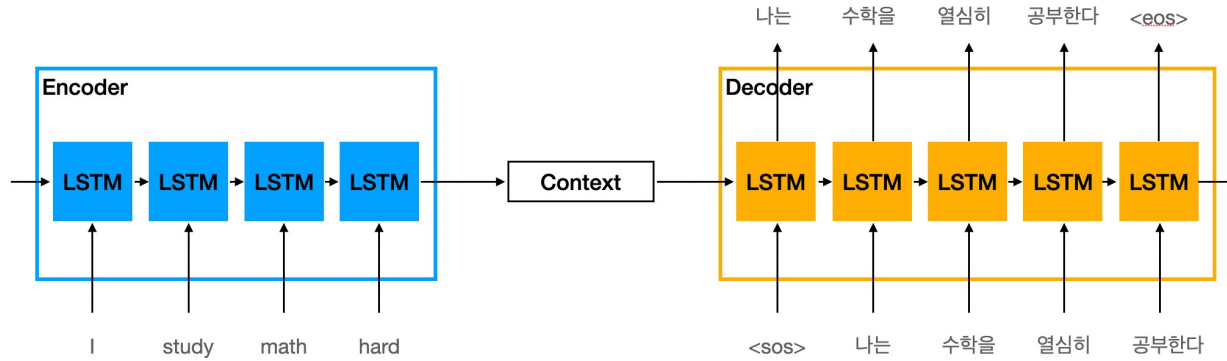 나는 수학을 열심히 공부한다 <eos>
Encoder
Decoder
LSTM LSTM LSTM LSTM
Context
LSTM LSTM LSTM LSTM LSTM
I study math hard
<sos> 나는 수학을 열심히 공부한다